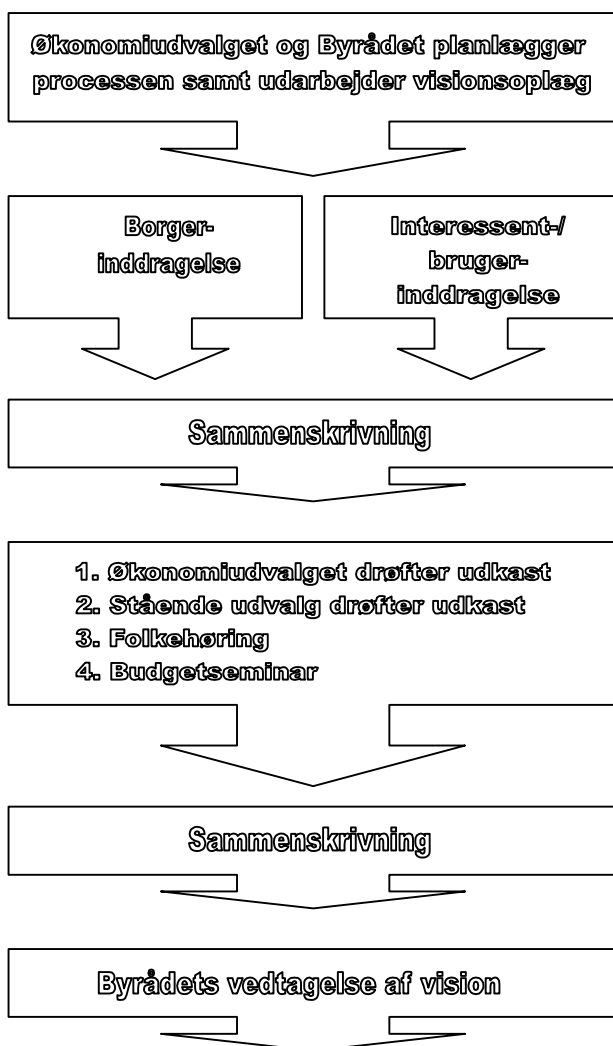 Økonomiudvalget og Byrådet planlægger
processen samt udarbejder visionsoplæg
Borger-
inddragelse
Interessent-/
bruger-
inddragelse
Sammenskrivning
1. Økonomiudvalget drøfter udkast
2. Stående udvalg drøfter udkast
3. Folkehøring
4. Budgetseminar
Sammenskrivning
Byrådets vedtagelse af vision